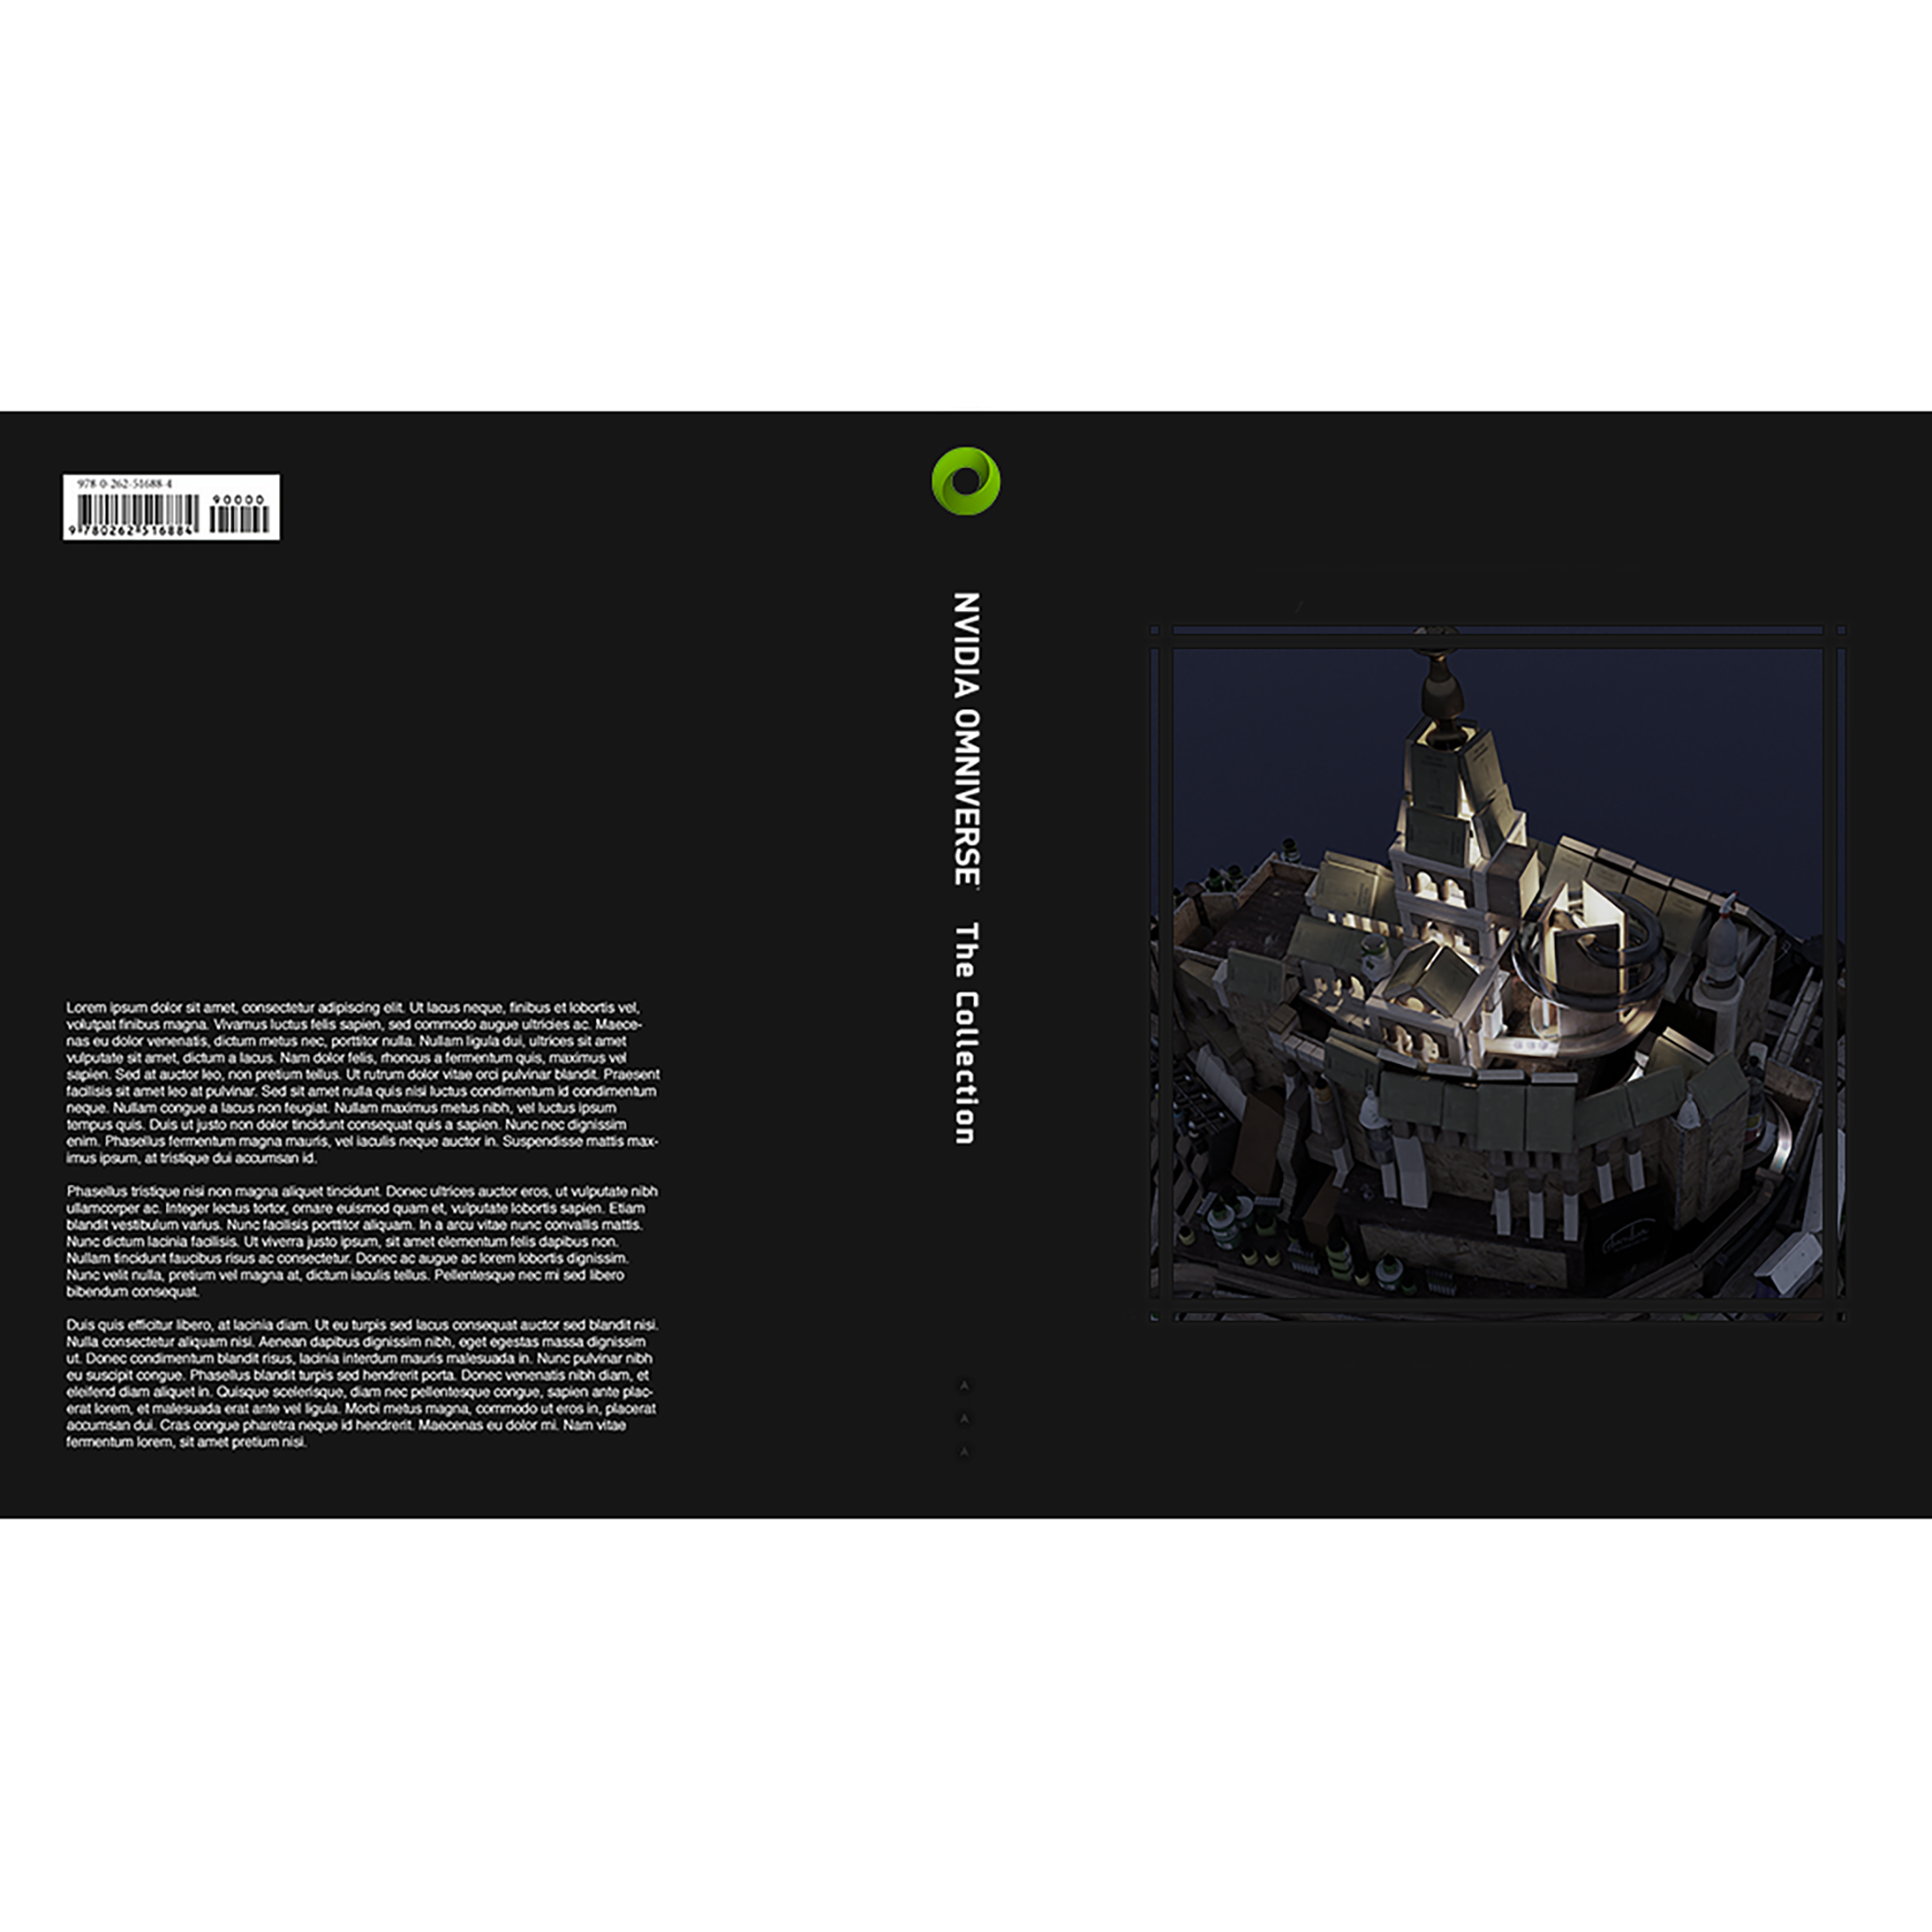 978-0-262-51688-4
90000
9 780262 516884
NVIDIA OMNIVERSE The Collection
Lorem ipsum dolor sit amet, consectetur adipiscing elit. Ut lacus neque, finibus et lobortis vel,
volutpat finibus magna. Vivamus luctus felis sapien, sed commodo augue ultricies ac. Maece-
nas eu dolor venenatis, dictum metus nec, porttitor nulla. Nullam ligula dui, ultrices sit amet
vulputate sit amet, dictum a lacus. Nam dolor felis, rhoncus a fermentum quis, maximus vel
sapien. Sed at auctor leo, non pretium tellus. Ut rutrum dolor vitae orci pulvinar blandit. Praesent
facilisis sit amet leo at pulvinar. Sed sit amet nulla quis nisi luctus condimentum id condimentum
neque. Nullam congue a lacus non feugiat. Nullam maximus metus nibh, vel luctus ipsum
tempus quis. Duis ut justo non dolor tincidunt consequat quis a sapien. Nunc nec dignissim
enim. Phasellus fermentum magna mauris, vel iaculis neque auctor in. Suspendisse mattis max-
imus ipsum, at tristique dui accumsan id.
Phasellus tristique nisi non magna aliquet tincidunt. Donec ultrices auctor eros, ut vulputate nibh
ullamcorper ac. Integer lectus tortor, ornare euismod quam et, vulputate lobortis sapien. Etiam
blandit vestibulum varius. Nunc facilisis porttitor aliquam. In a arcu vitae nunc convallis mattis.
Nunc dictum lacinia facilisis. Ut viverra justo ipsum, sit amet elementum felis dapibus non.
Nullam tincidunt faucibus risus ac consectetur. Donec ac augue ac lorem lobortis dignissim.
Nunc velit nulla, pretium vel magna at, dictum iaculis tellus. Pellentesque nec mi sed libero
bibendum consequat.
Duis quis efficitur libero, at lacinia diam. Ut eu turpis sed lacus consequat auctor sed blandit nisi.
Nulla consectetur aliquam nisi. Aenean dapibus dignissim nibh, eget egestas massa dignissim
ut. Donec condimentum blandit risus, lacinia interdum mauris malesuada in. Nunc pulvinar nibh
eu suscipit congue. Phasellus blandit turpis sed hendrerit porta. Donec venenatis nibh diam, et
eleifend diam aliquet in. Quisque scelerisque, diam nec pellentesque congue, sapien ante plac-
erat lorem, et malesuada erat ante vel ligula. Morbi metus magna, commodo ut eros in, placerat
accumsan dui. Cras congue pharetra neque id hendrerit. Maecenas eu dolor mi. Nam vitae
fermentum lorem, sit amet pretium nisi.